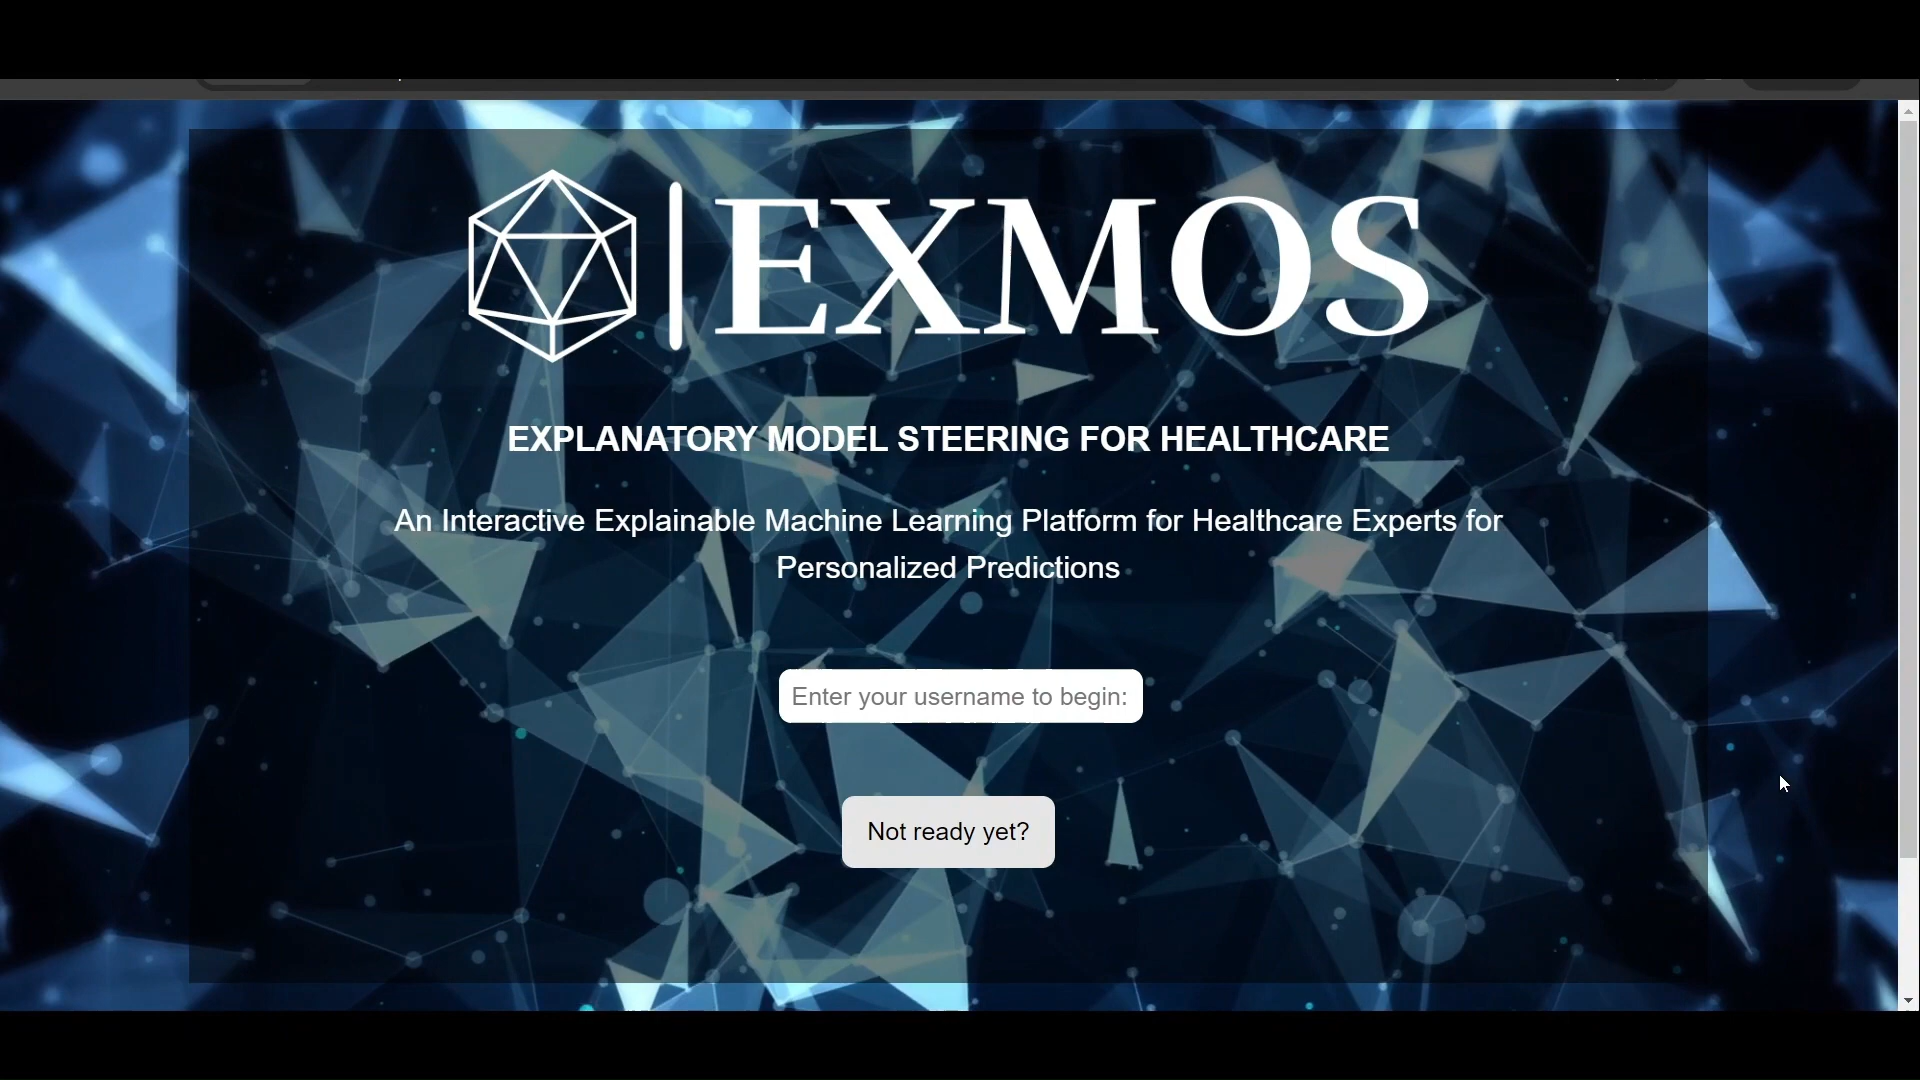 EXMOS
EXPLANATORY MODEL STEERING FOR HEALTHCARE
An Interactive Explainable Machine Learning Platform for Healthcare Experts for
Personalized Predictions
Enter your username to begin:
Not ready yet?